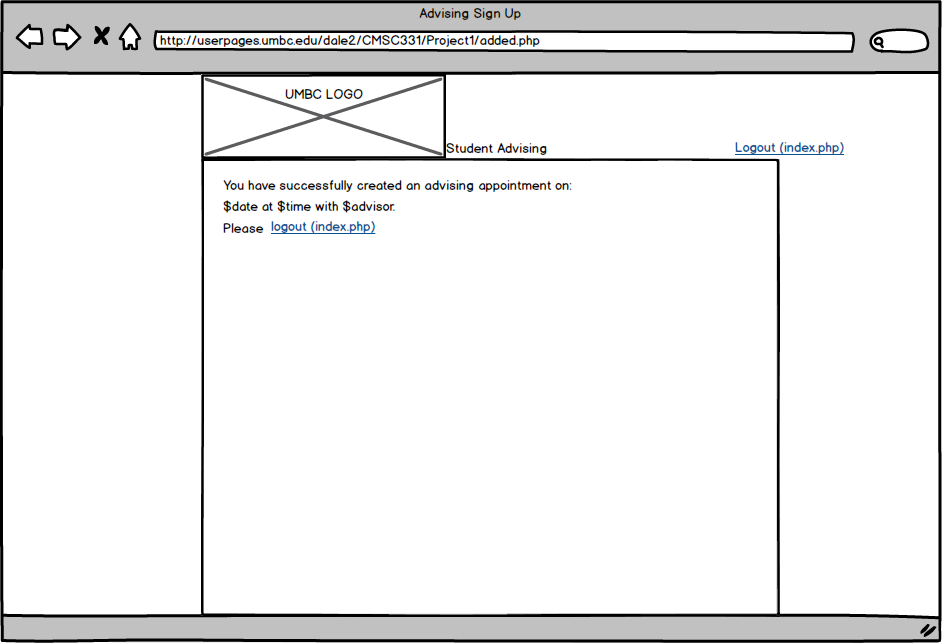 Advising Sign Up
http://userpages.umbc.edu/dale2/CMSC331/Project1/added.php
UMBC LOGO
Student Advising Logout (index.php)
You have successfully created an advising appointment on:
$date at $time with $advisor.
Please logout (index.php)